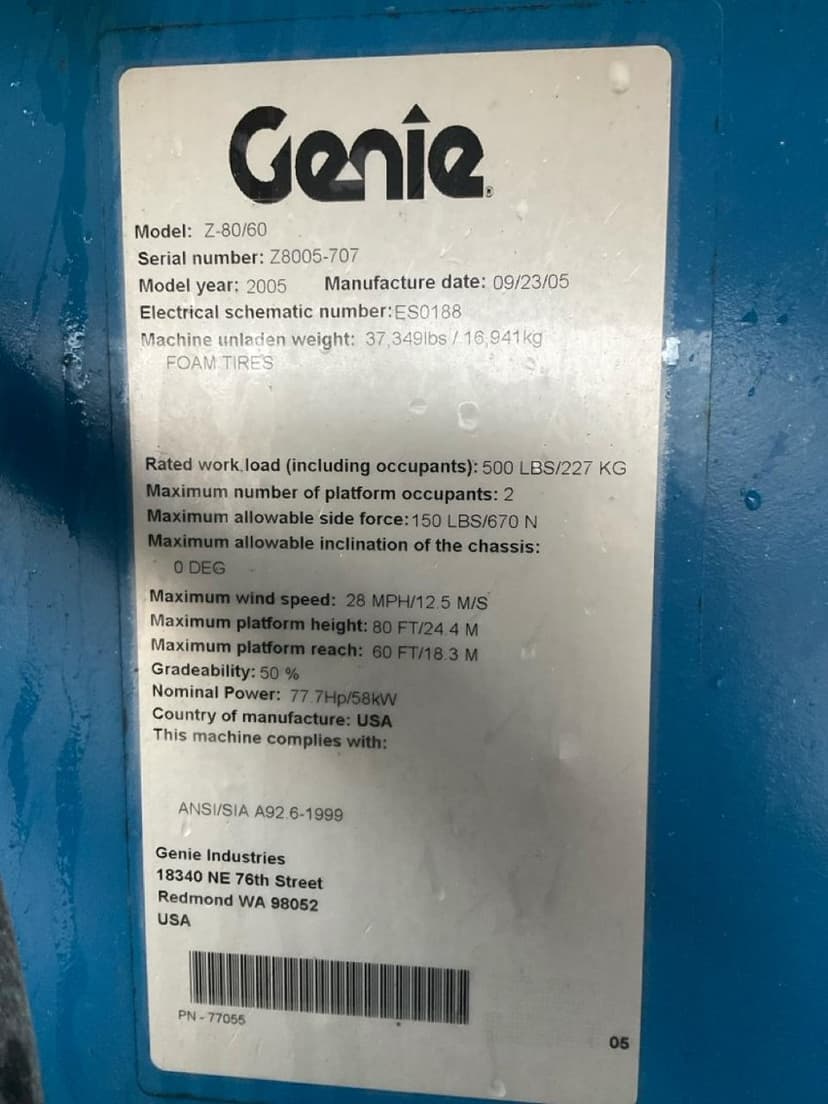 Genie®
Model: Z-80/60
Serial number: Z8005-707
Model year: 2005 Manufacture date: 09/23/05
Electrical schematic number:ES0188
Machine unladen weight: 37,349lbs / 16,941kg
FOAM TIRES
Rated work load (including occupants): 500 LBS/227 KG
Maximum number of platform occupants: 2
Maximum allowable side force:150 LBS/670 N
Maximum allowable inclination of the chassis:
0 DEG
Maximum wind speed: 28 MPH/12.5 M/S
Maximum platform height: 80 FT/24.4 M
Maximum platform reach: 60 FT/18.3 M
Gradeability: 50 %
Nominal Power: 77.7Hp/58kW
Country of manufacture: USA
This machine complies with:
ANSI/SIA A92.6-1999
Genie Industries
18340 NE 76th Street
Redmond WA 98052
USA
PN - 77055
05